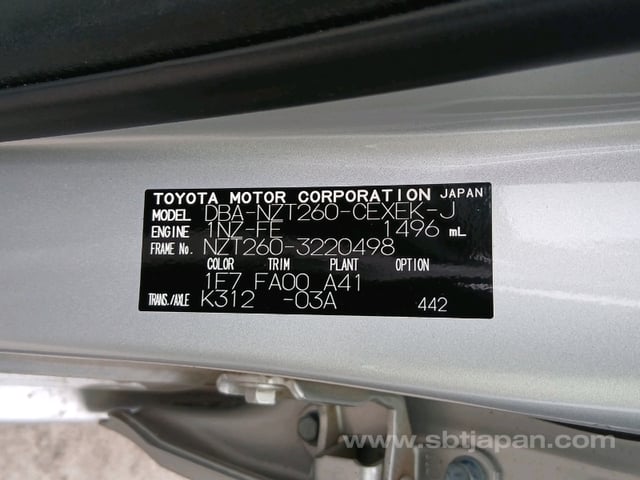 TOYOTA MOTOR CORPORATION JAPAN
MODEL DBA-NZT260-CEXEK-J
ENGINE 1NZ-FE 1496 mL
FRAME No. NZT260-3220498
COLOR TRIM PLANT OPTION
1E7 FA00 A41
TRANS./AXLE K312 -03A 442
www.sbtjapan.com